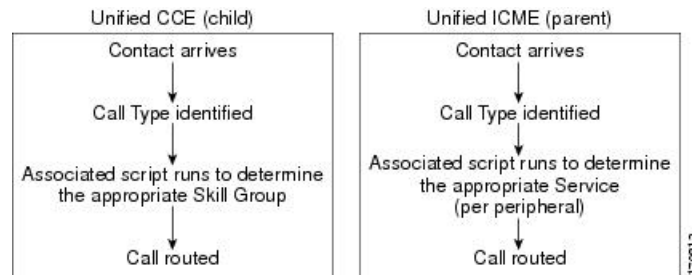 Unified CCE (child)
Contact arrives
Call Type identified
Associated script runs to determine
the appropriate Skill Group
Call routed
Unified ICME (parent)
Contact arrives
Call Type identified
Associated script runs to determine
the appropriate Service
(per peripheral)
Call routed